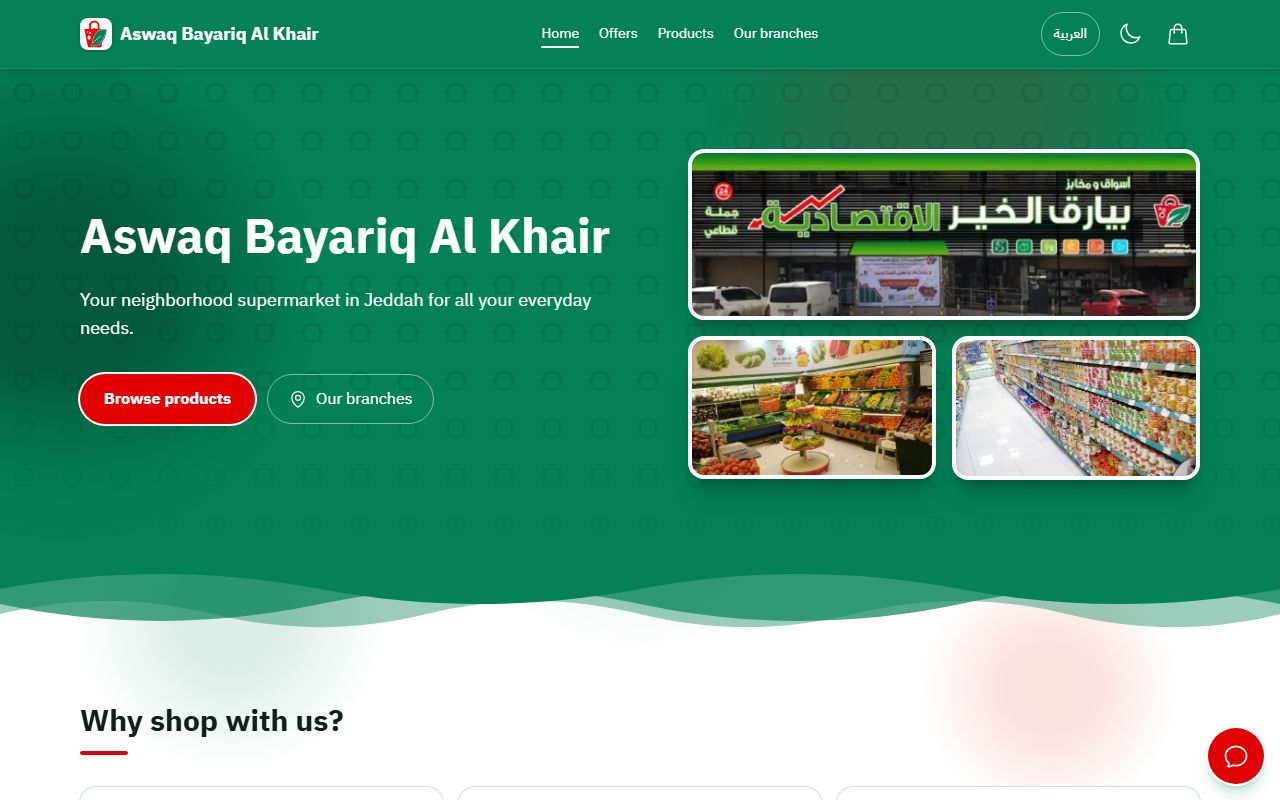 Aswaq Bayariq Al Khair
Home
Offers
Products
Our branches
العربية
Aswaq Bayariq Al Khair
Your neighborhood supermarket in Jeddah for all your everyday
needs.
Browse products
Our branches
أسواق و مخابز
بيارق الخير الاقتصادية
24
جملة
قطاعي
Why shop with us?